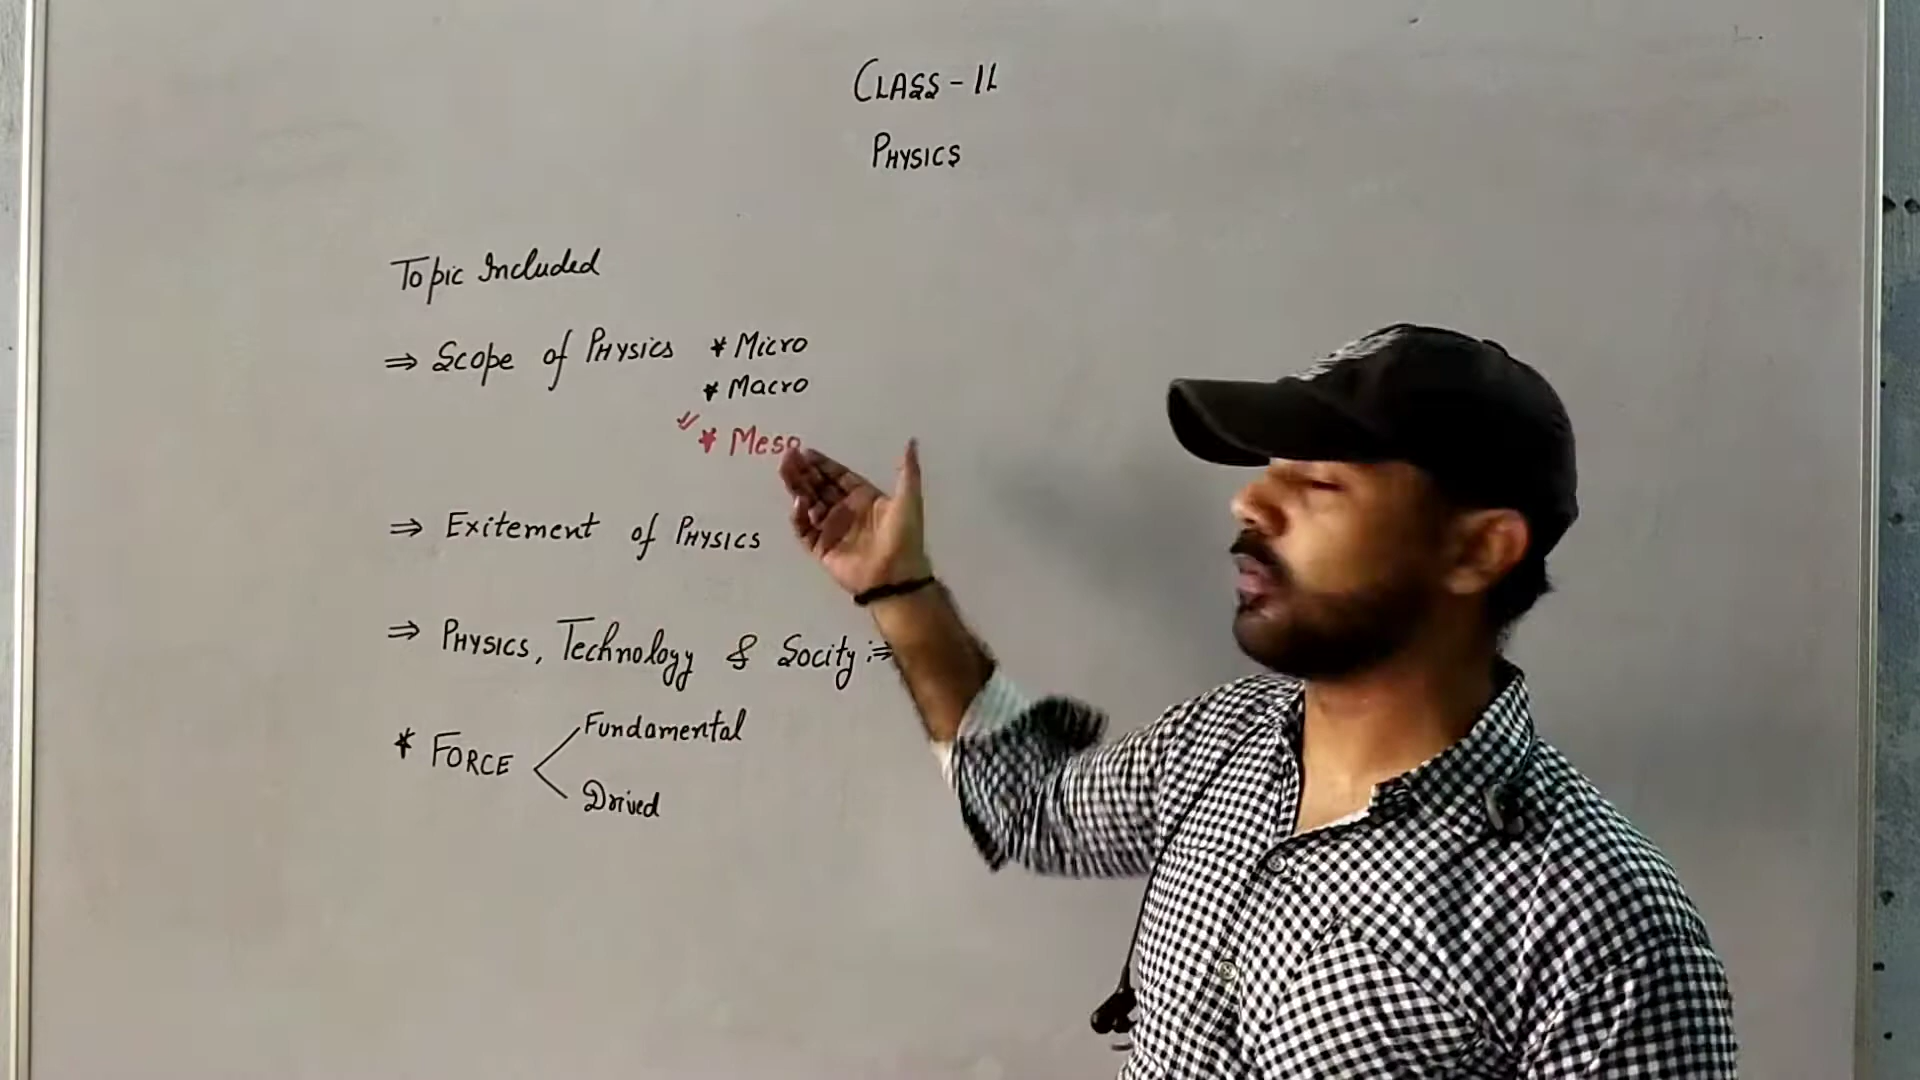 CLASS-11
PHYSICS
Topic Included
⇒ Scope of PHYSICS * Micro
* Macro
✓ * Meso
⇒ Exitement of PHYSICS
⇒ PHYSICS, Technology & Socity :⇒
* FORCE Fundamental
Drived